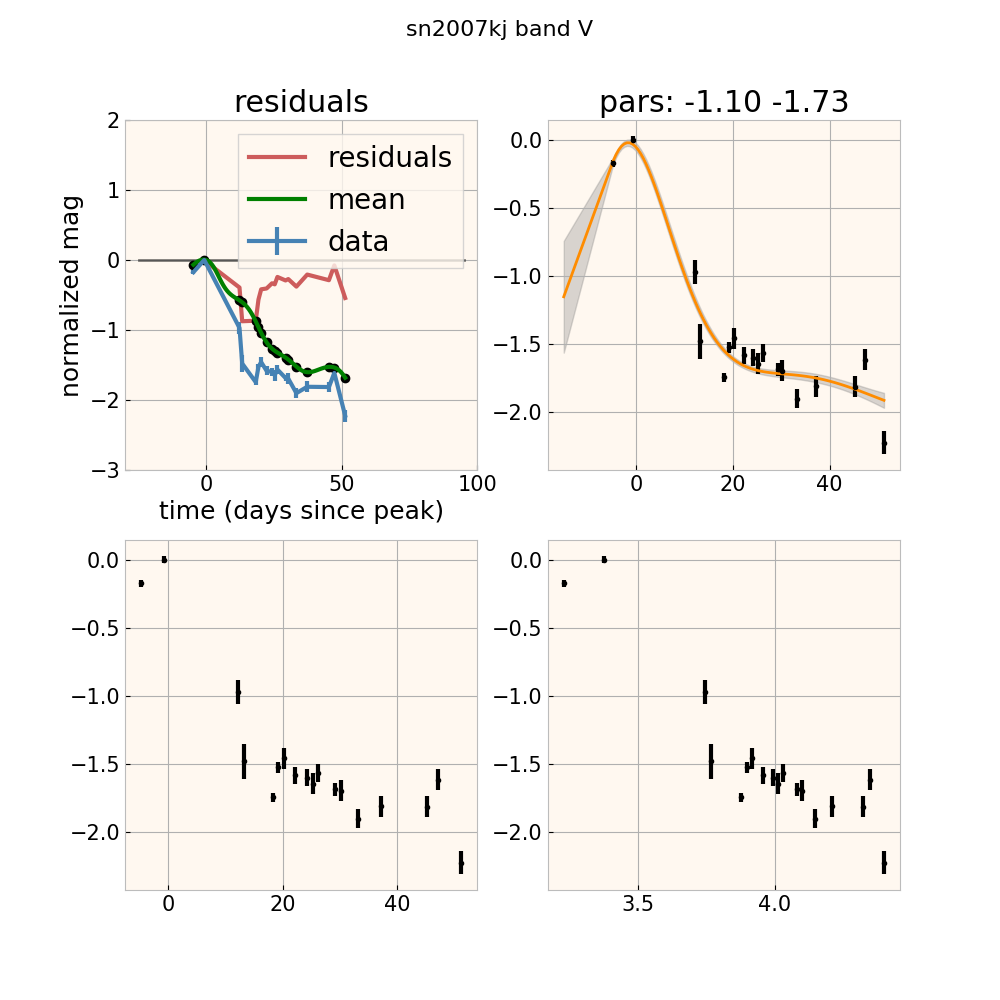 sn2007kj band V
residuals
pars: -1.10 -1.73
normalized mag
2
1
0
−1
−2
−3
residuals
mean
data
0 50 100
time (days since peak)
0.0
−0.5
−1.0
−1.5
−2.0
0 20 40
0.0
−0.5
−1.0
−1.5
−2.0
0 20 40
0.0
−0.5
−1.0
−1.5
−2.0
3.5 4.0